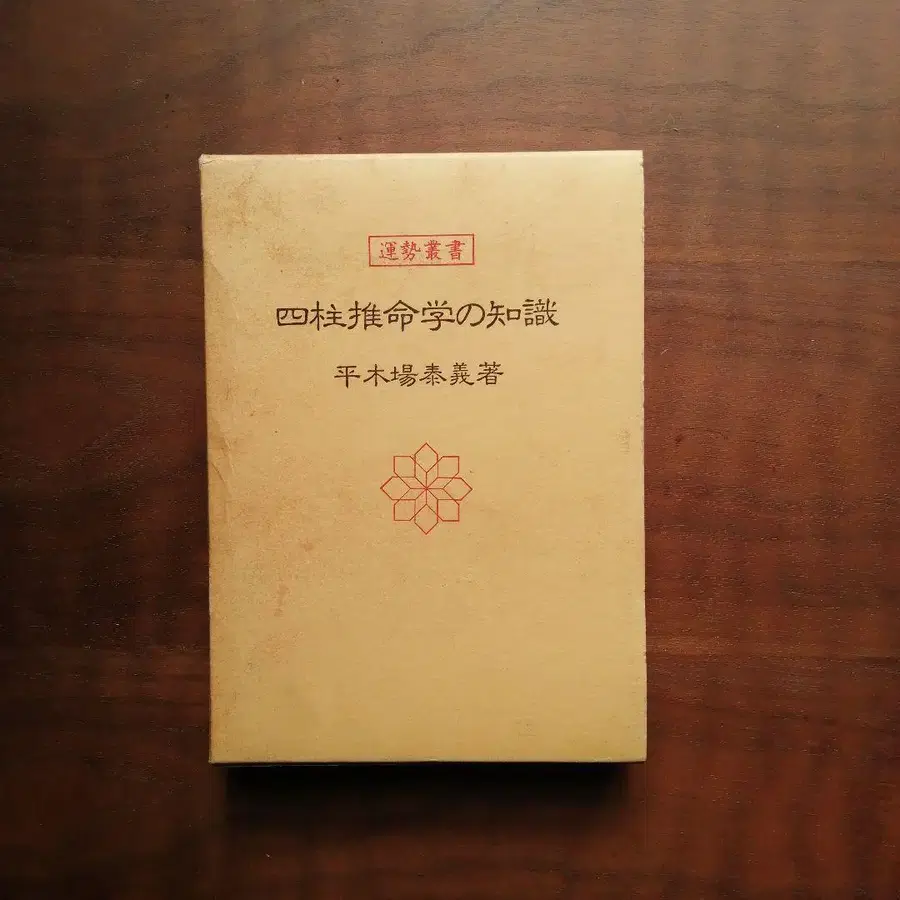 運勢叢書
四柱推命学の知識
平木場泰義著